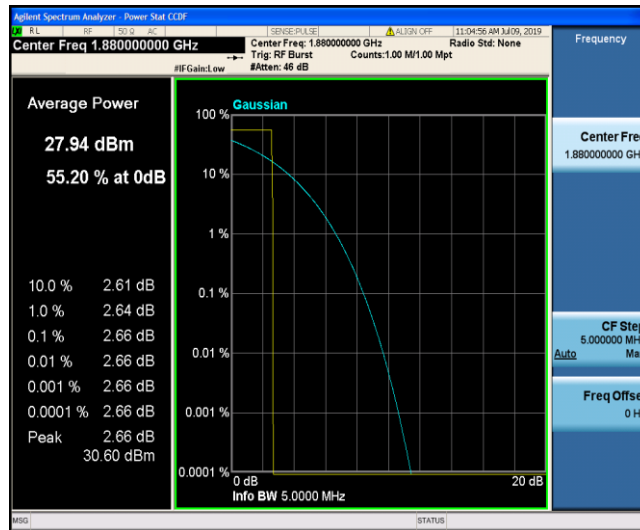 Agilent Spectrum Analyzer - Power Stat CCDF
RL RF 50 Ω AC SENSE:PULSE ALIGN OFF 11:04:56 AM Jul 09, 2019
Center Freq 1.880000000 GHz
Center Freq: 1.880000000 GHz Radio Std: None
Trig: RF Burst Counts:1.00 M/1.00 Mpt
#IFGain:Low #Atten: 46 dB
Frequency
Average Power
27.94 dBm
55.20 % at 0dB
10.0 % 2.61 dB
1.0 % 2.64 dB
0.1 % 2.66 dB
0.01 % 2.66 dB
0.001 % 2.66 dB
0.0001 % 2.66 dB
Peak 2.66 dB
30.60 dBm
Gaussian
100 %
10 %
1 %
0.1 %
0.01 %
0.001 %
0.0001 %
0 dB 20 dB
Info BW 5.0000 MHz
Center Fre
1.880000000 GH
CF Step
5.000000 MH
Auto Ma
Freq Offse
0 H
MSG STATUS